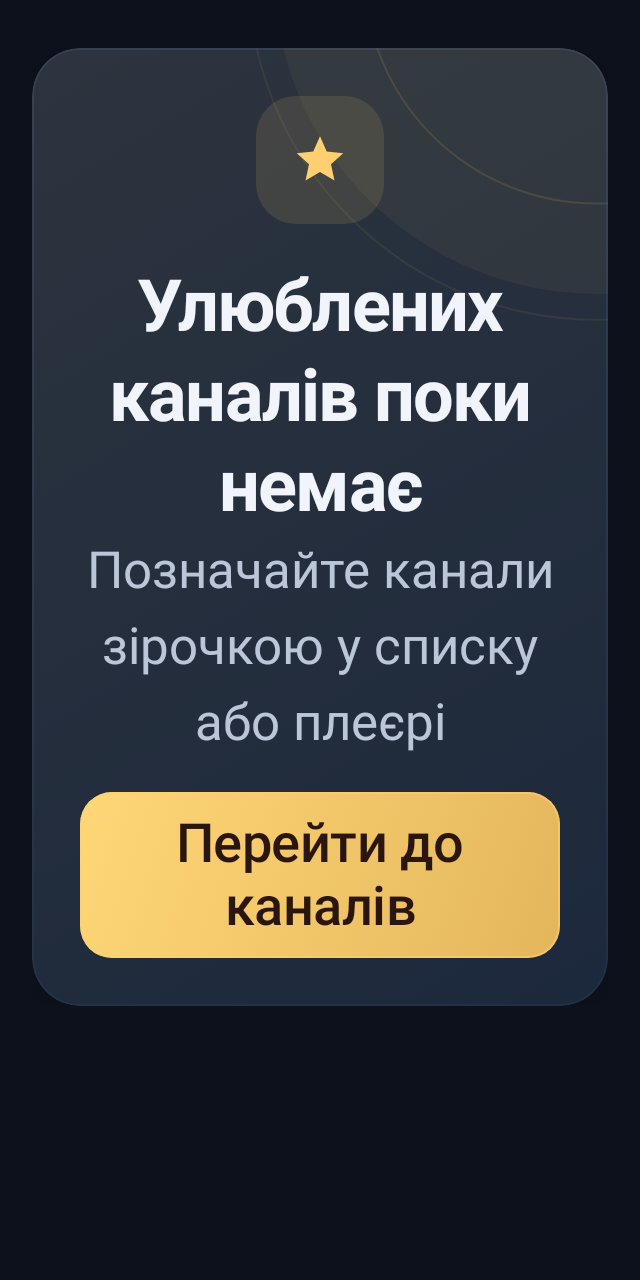 Улюблених
каналів поки
немає
Позначайте канали
зірочкою у списку
або плеєрі
Перейти до
каналів